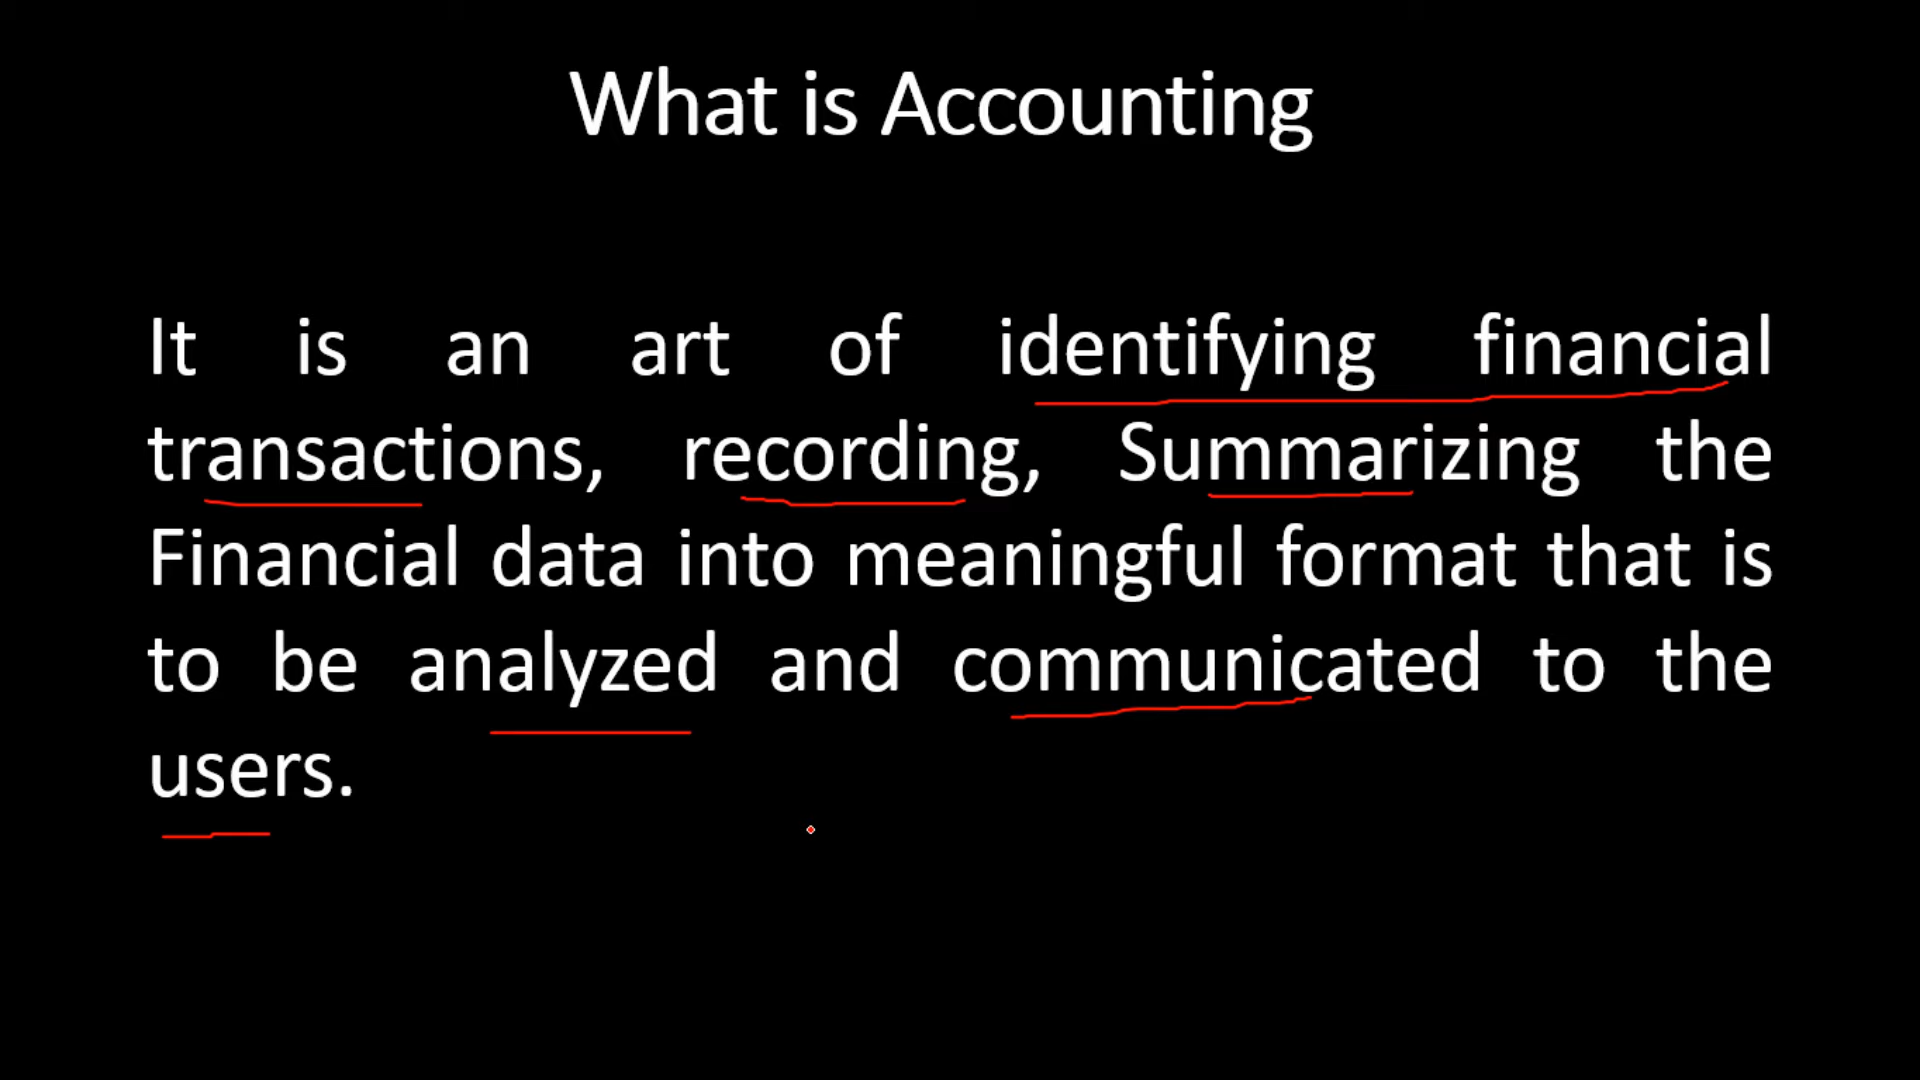 What is Accounting
It is an art of identifying financial
transactions, recording, Summarizing the
Financial data into meaningful format that is
to be analyzed and communicated to the
users.